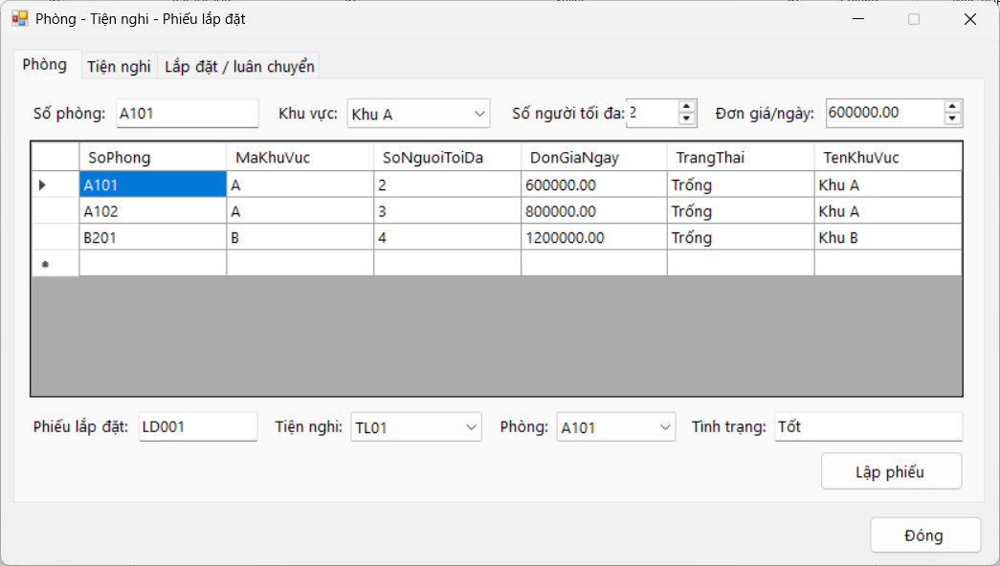 Phòng - Tiện nghi - Phiếu lắp đặt
Phòng Tiện nghi Lắp đặt / luân chuyển
Số phòng: A101 Khu vực: Khu A Số người tối đa: 2 Đơn giá/ngày: 600000.00
SoPhong MaKhuVuc SoNguoiToiDa DonGiaNgay TrangThai TenKhuVuc
A101 A 2 600000.00 Trống Khu A
A102 A 3 800000.00 Trống Khu A
B201 B 4 1200000.00 Trống Khu B
Phiếu lắp đặt: LD001 Tiện nghi: TL01 Phòng: A101 Tình trạng: Tốt
Lập phiếu
Đóng